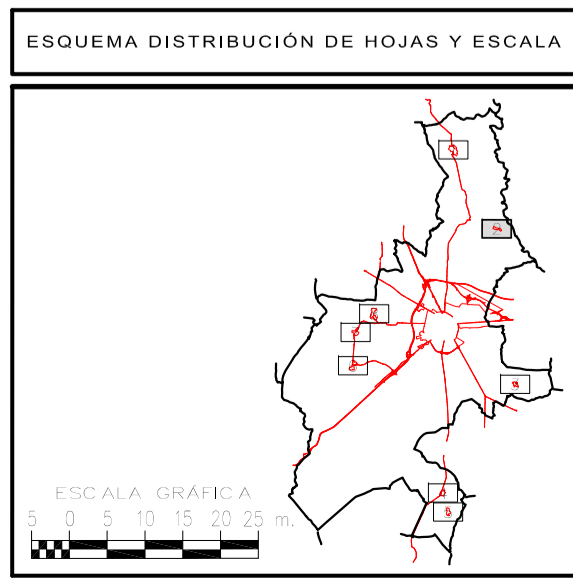 ESQUEMA DISTRIBUCIÓN DE HOJAS Y ESCALA
ESCALA GRÁFICA
5 0 5 10 15 20 25 m.